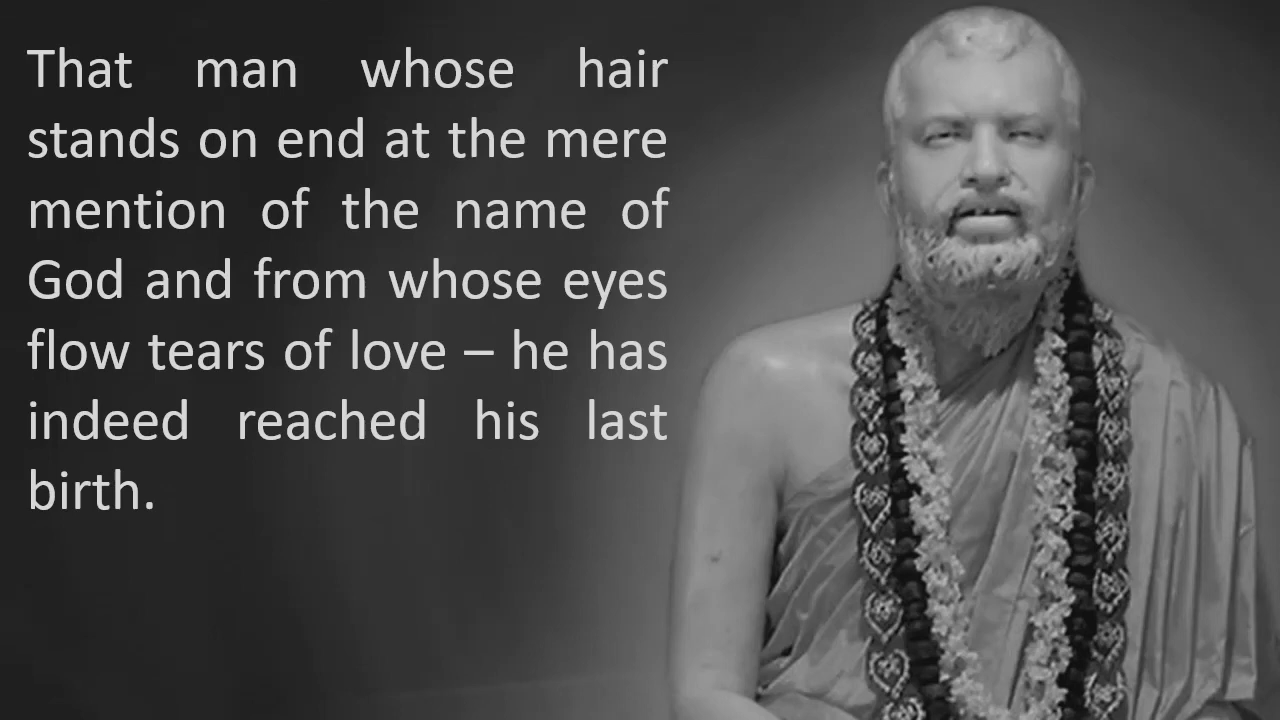 That man whose hair
stands on end at the mere
mention of the name of
God and from whose eyes
flow tears of love – he has
indeed reached his last
birth.